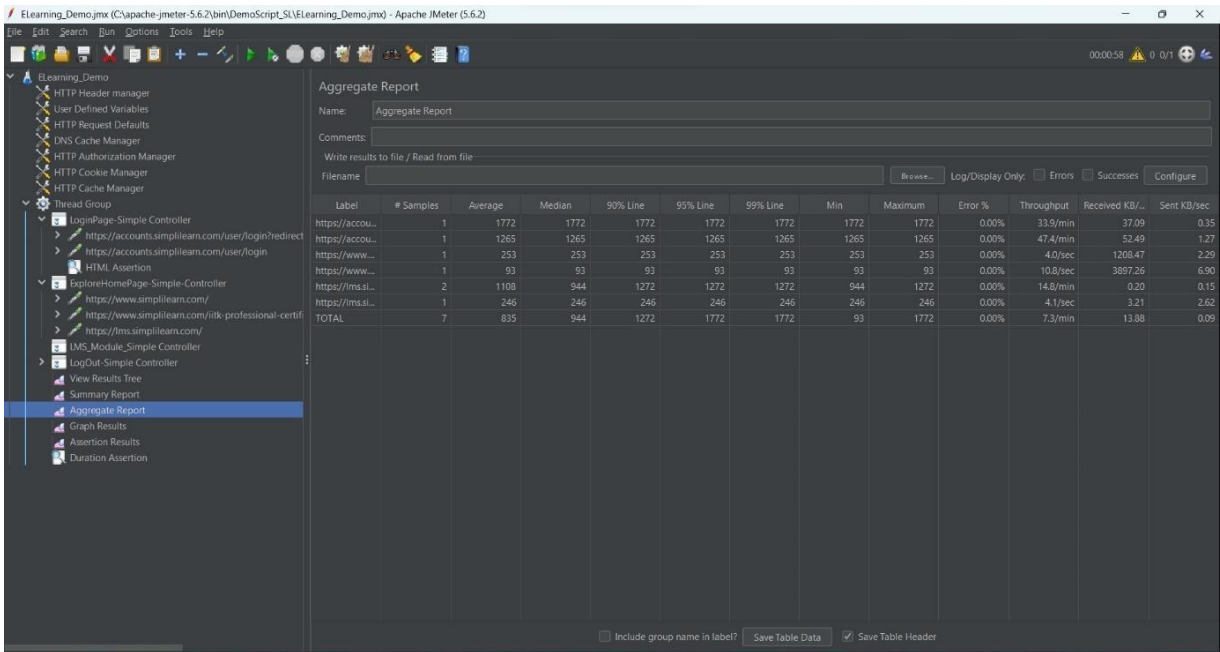 ELearning_Demo.jmx (C:\apache-jmeter-5.6.2\bin\DemoScript_SL\ELearning_Demo.jmx) - Apache JMeter (5.6.2)
File Edit Search Run Options Tools Help
00:00:58 0 0/1
ELearning_Demo
HTTP Header manager
User Defined Variables
HTTP Request Defaults
DNS Cache Manager
HTTP Authorization Manager
HTTP Cookie Manager
HTTP Cache Manager
Thread Group
LoginPage-Simple Controller
https://accounts.simplilearn.com/user/login?redirect
https://accounts.simplilearn.com/user/login
HTML Assertion
ExploreHomePage-Simple-Controller
https://www.simplilearn.com/
https://www.simplilearn.com/iitk-professional-certifi
https://lms.simplilearn.com/
LMS_Module_Simple Controller
LogOut-Simple Controller
View Results Tree
Summary Report
Aggregate Report
Graph Results
Assertion Results
Duration Assertion
Aggregate Report
Name: Aggregate Report
Comments:
Write results to file / Read from file
Filename Browse... Log/Display Only: Errors Successes Configure
Label # Samples Average Median 90% Line 95% Line 99% Line Min Maximum Error % Throughput Received KB/... Sent KB/sec
https://accou... 1 1772 1772 1772 1772 1772 1772 1772 0.00% 33.9/min 37.09 0.35
https://accou... 1 1265 1265 1265 1265 1265 1265 1265 0.00% 47.4/min 52.49 1.27
https://www.... 1 253 253 253 253 253 253 253 0.00% 4.0/sec 1208.47 2.29
https://www.... 1 93 93 93 93 93 93 93 0.00% 10.8/sec 3897.26 6.90
https://lms.si... 2 1108 944 1272 1272 1272 944 1272 0.00% 14.8/min 0.20 0.15
https://lms.si... 1 246 246 246 246 246 246 246 0.00% 4.1/sec 3.21 2.62
TOTAL 7 835 944 1272 1772 1772 93 1772 0.00% 7.3/min 13.88 0.09
Include group name in label? Save Table Data Save Table Header